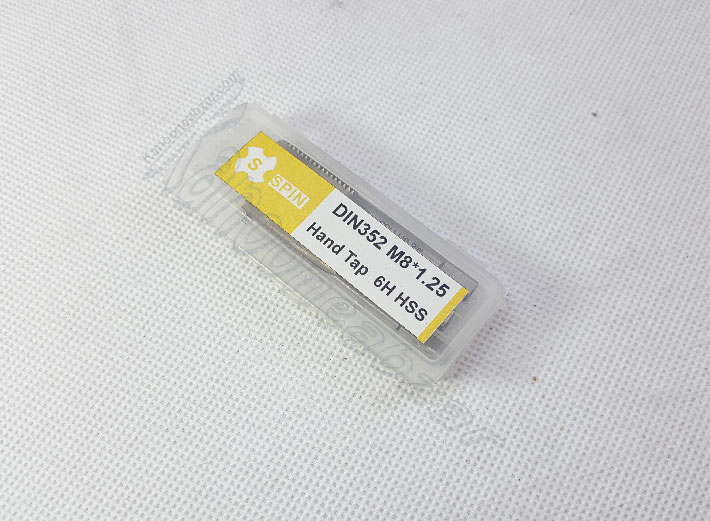 S
SPIN
DIN352 M8*1.25
Hand Tap 6H HSS